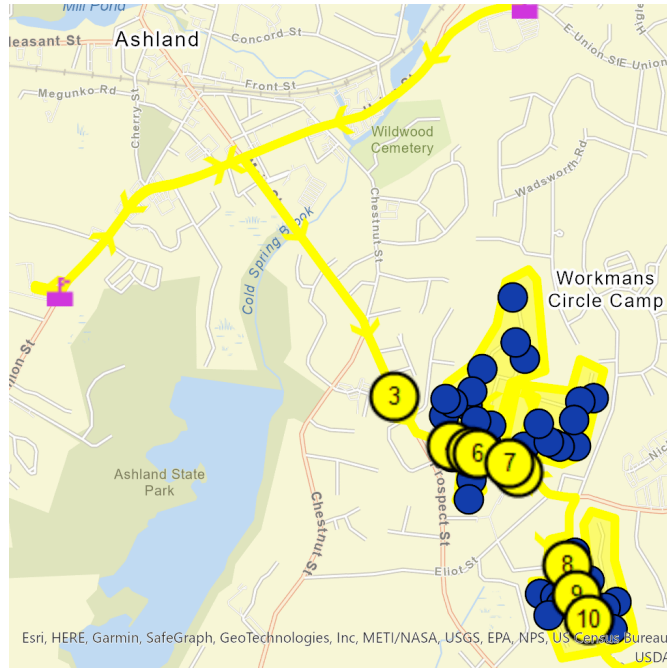 Mill Pond
leasant St
Ashland
Concord St
E Union St
E Union
Megunko Rd
Front St
Cherry St
Wildwood
Cemetery
Wadsworth Rd
Chestnut St
Cold Spring Brook
Workmans
Circle Camp
nion St
3
6
7
Ashland State
Park
Chestnut St
Prospect St
Nic
Eliot St
8
9
10
Esri, HERE, Garmin, SafeGraph, GeoTechnologies, Inc, METI/NASA, USGS, EPA, NPS, US Census Bureau
USDA